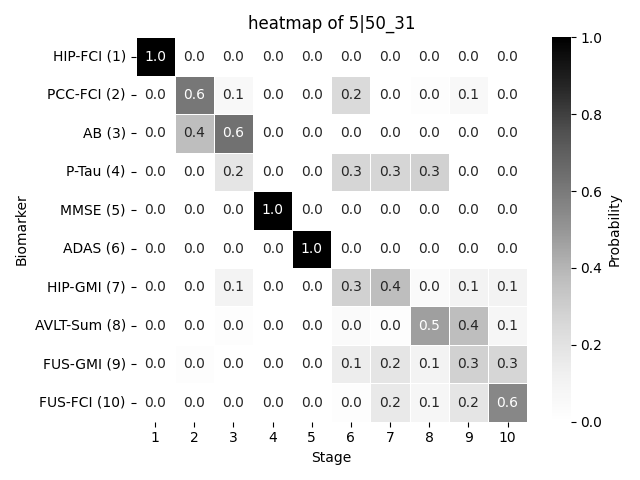 heatmap of 5|50_31
HIP-FCI (1) 1.0 0.0 0.0 0.0 0.0 0.0 0.0 0.0 0.0 0.0
PCC-FCI (2) 0.0 0.6 0.1 0.0 0.0 0.2 0.0 0.0 0.1 0.0
AB (3) 0.0 0.4 0.6 0.0 0.0 0.0 0.0 0.0 0.0 0.0
P-Tau (4) 0.0 0.0 0.2 0.0 0.0 0.3 0.3 0.3 0.0 0.0
MMSE (5) 0.0 0.0 0.0 1.0 0.0 0.0 0.0 0.0 0.0 0.0
ADAS (6) 0.0 0.0 0.0 0.0 1.0 0.0 0.0 0.0 0.0 0.0
HIP-GMI (7) 0.0 0.0 0.1 0.0 0.0 0.3 0.4 0.0 0.1 0.1
AVLT-Sum (8) 0.0 0.0 0.0 0.0 0.0 0.0 0.0 0.5 0.4 0.1
FUS-GMI (9) 0.0 0.0 0.0 0.0 0.0 0.1 0.2 0.1 0.3 0.3
FUS-FCI (10) 0.0 0.0 0.0 0.0 0.0 0.0 0.2 0.1 0.2 0.6
1 2 3 4 5 6 7 8 9 10
Stage
Biomarker
1.0
0.8
0.6
0.4
0.2
0.0
Probability